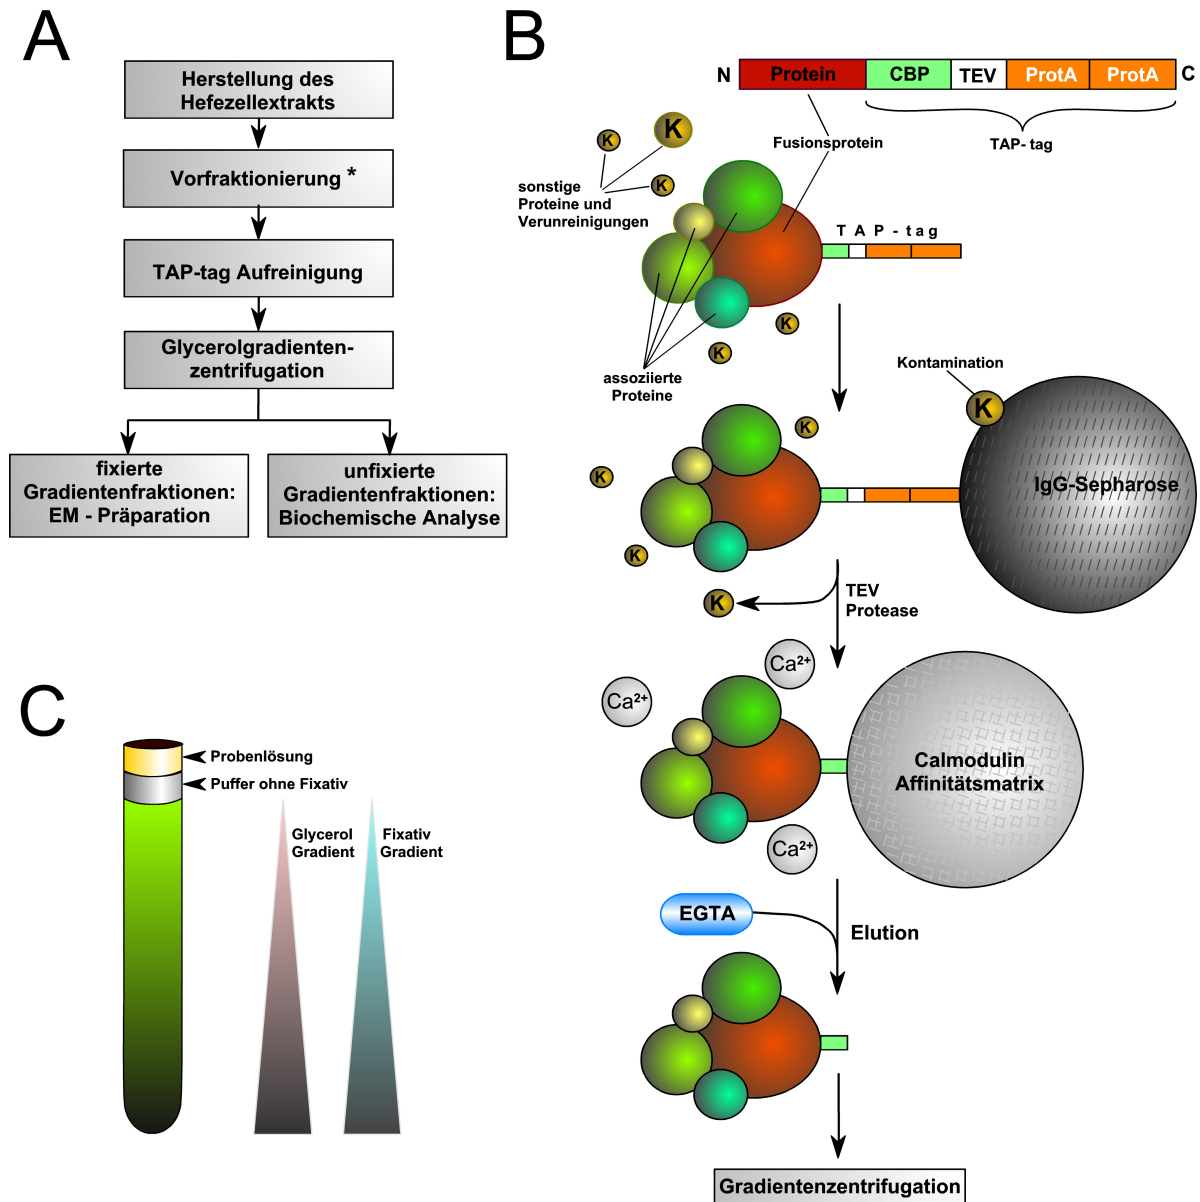 A
Herstellung des
Hefezellextrakts
Vorfraktionierung *
TAP-tag Aufreinigung
Glycerolgradienten-
zentrifugation
fixierte
Gradientenfraktionen:
EM - Präparation
unfixierte
Gradientenfraktionen:
Biochemische Analyse
B
N Protein CBP TEV ProtA ProtA C
TAP- tag
Fusionsprotein
K
K
K
sonstige
Proteine und
Verunreinigungen
T A P - tag
K
K
assoziierte
Proteine
Kontamination
K
K
K
K
IgG-Sepharose
K
TEV
Protease
Ca2+
Ca2+
Ca2+
Calmodulin
Affinitätsmatrix
EGTA
Elution
Gradientenzentrifugation
C
Probenlösung
Puffer ohne Fixativ
Glycerol
Gradient
Fixativ
Gradient